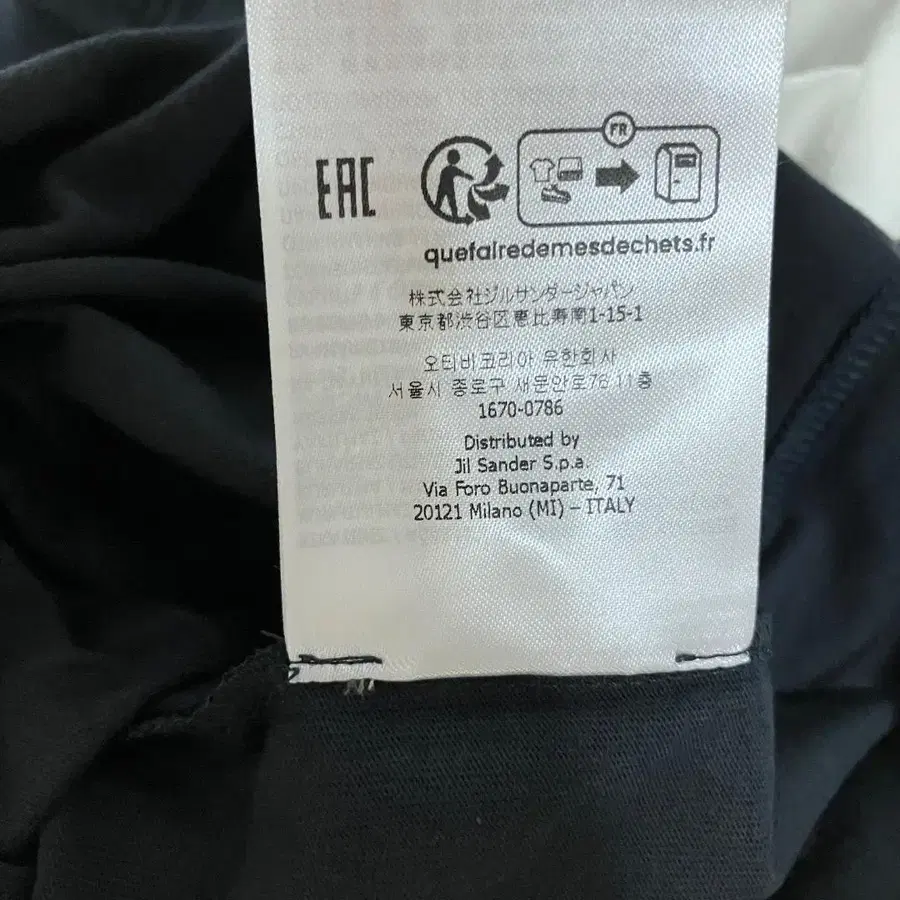 EAC
FR
quefairedemesdechets.fr
株式会社ジルサンダージャパン
東京都渋谷区恵比寿南1-15-1
오티비코리아 유한회사
서울시 종로구 새문안로76 11층
1670-0786
Distributed by
Jil Sander S.p.a.
Via Foro Buonaparte, 71
20121 Milano (MI) – ITALY